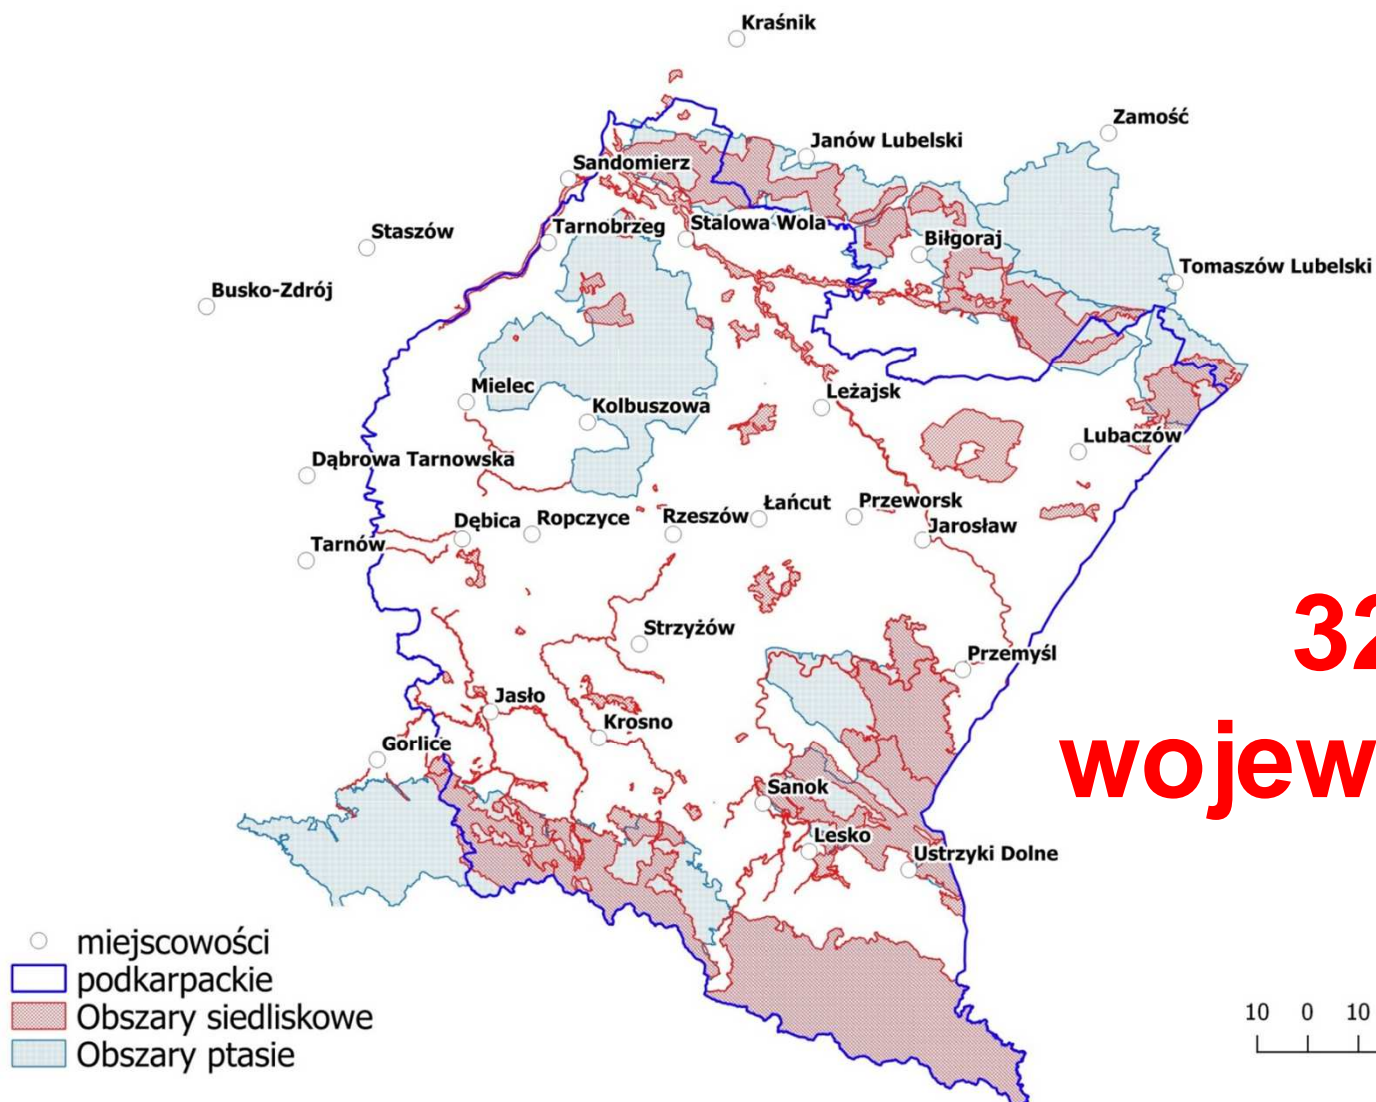 Kraśnik
Zamość
Janów Lubelski
Sandomierz
Staszów
Tarnobrzeg
Stalowa Wola
Biłgoraj
Tomaszów Lubelski
Busko-Zdrój
Mielec
Kolbuszowa
Leżajsk
Lubaczów
Dąbrowa Tarnowska
Dębica
Ropczyce
Rzeszów
Łańcut
Przeworsk
Jarosław
Tarnów
Strzyżów
Przemyśl
32
Jasło
Krosno
Gorlice
wojew
Sanok
Lesko
Ustrzyki Dolne
miejscowości
podkarpackie
Obszary siedliskowe
Obszary ptasie
10 0 10